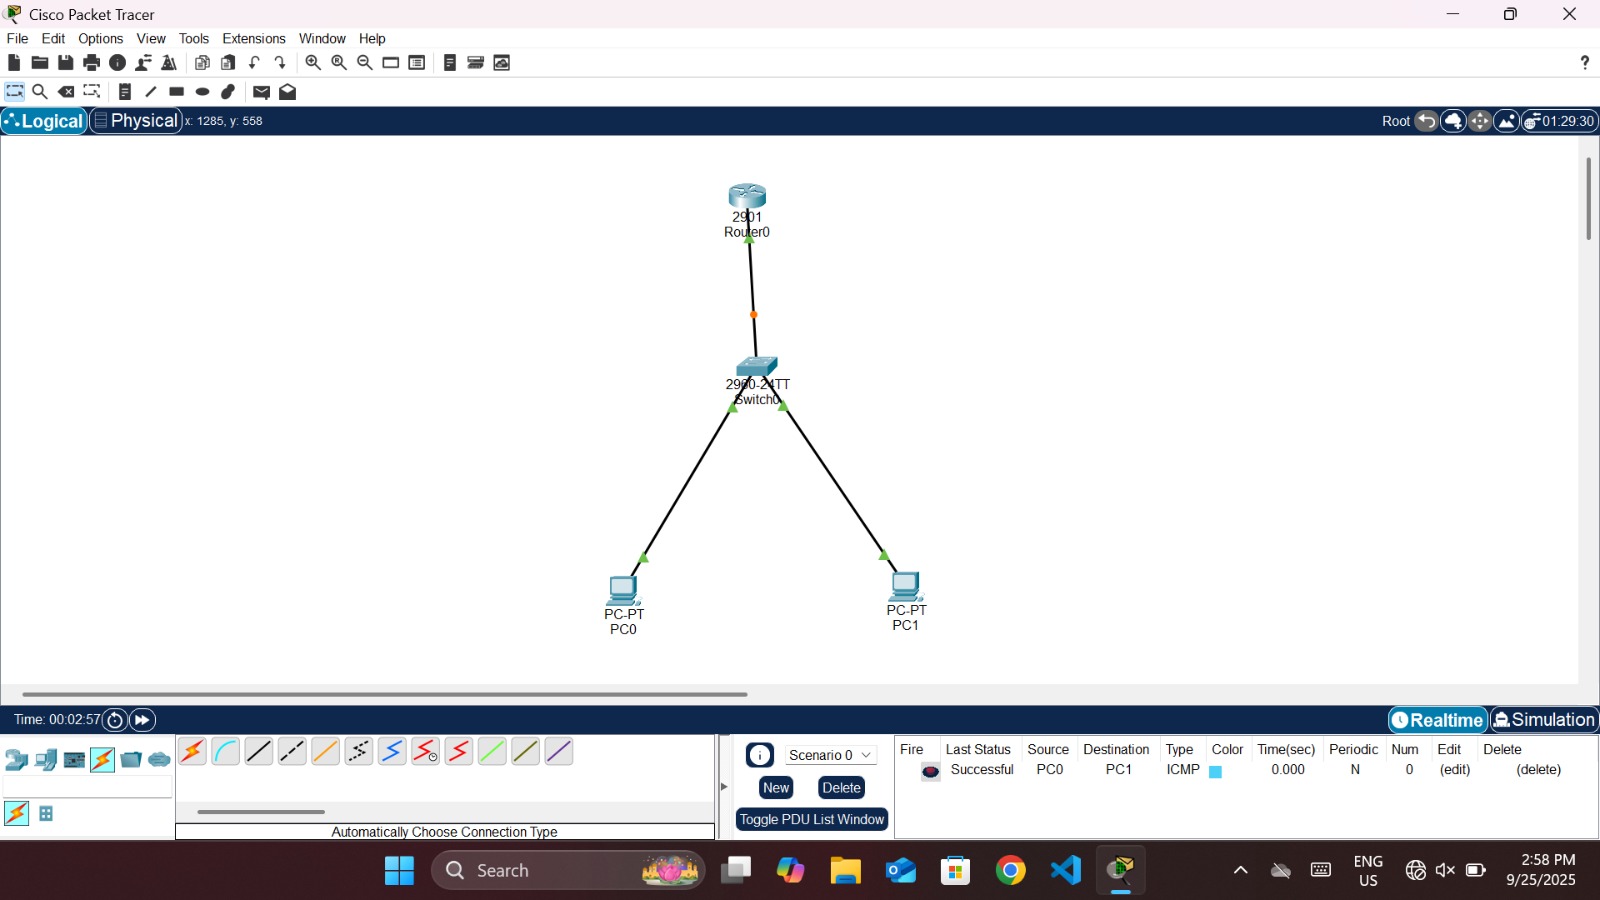 Cisco Packet Tracer
File Edit Options View Tools Extensions Window Help
?
Logical Physical x: 1285, y: 558 Root 01:29:30
2901
Router0
2960-24TT
Switch0
PC-PT
PC0
PC-PT
PC1
Time: 00:02:57 Realtime Simulation
Scenario 0
New Delete
Toggle PDU List Window
Fire Last Status Source Destination Type Color Time(sec) Periodic Num Edit Delete
Successful PC0 PC1 ICMP 0.000 N 0 (edit) (delete)
Automatically Choose Connection Type
Search
ENG
US
2:58 PM
9/25/2025